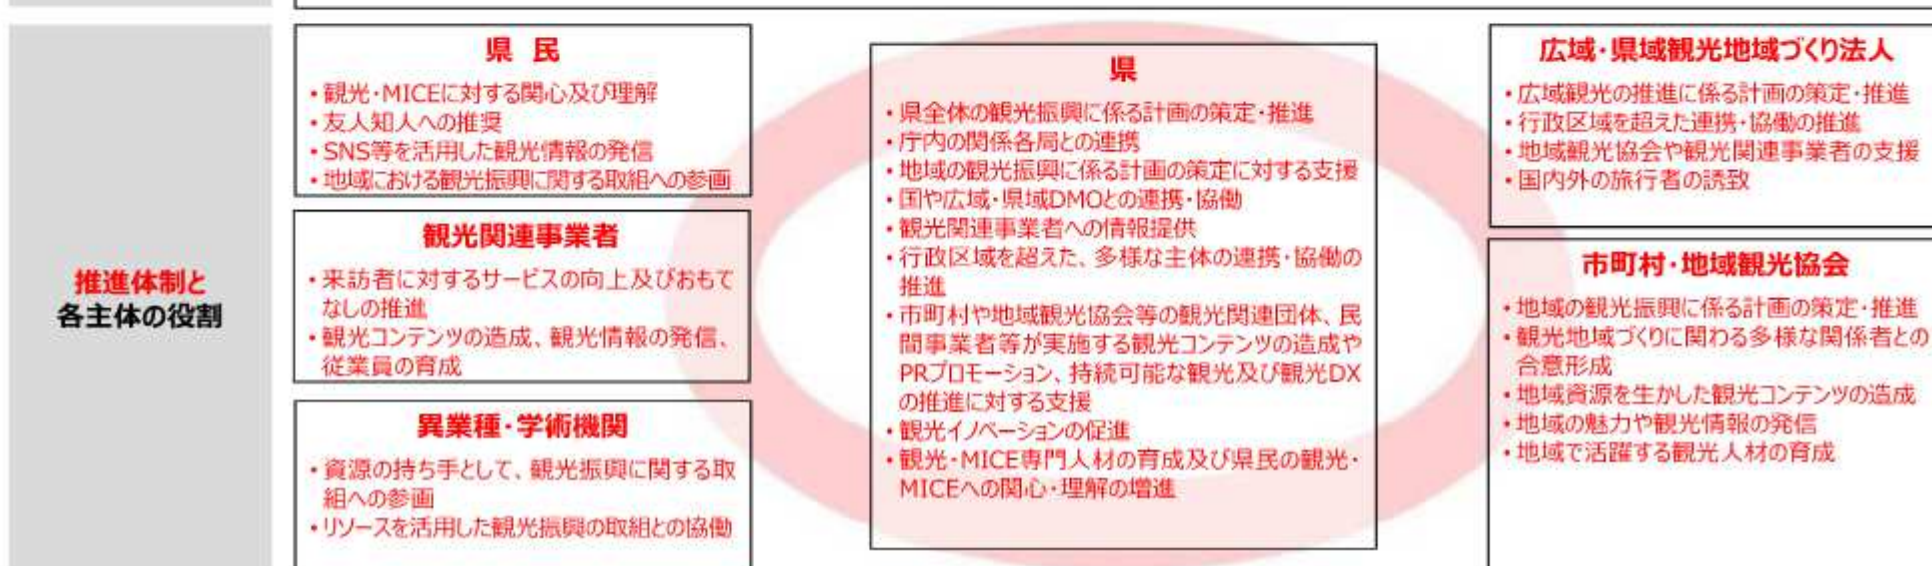 推進体制と
各主体の役割
県 民
・観光・MICEに対する関心及び理解
・友人知人への推奨
・SNS等を活用した観光情報の発信
・地域における観光振興に関する取組への参画
観光関連事業者
・来訪者に対するサービスの向上及びおもて
なしの推進
・観光コンテンツの造成、観光情報の発信、
従業員の育成
異業種・学術機関
・資源の持ち手として、観光振興に関する取
組への参画
・リソースを活用した観光振興の取組との協働
県
・県全体の観光振興に係る計画の策定・推進
・庁内の関係各局との連携
・地域の観光振興に係る計画の策定に対する支援
・国や広域・県域DMOとの連携・協働
・観光関連事業者への情報提供
・行政区域を超えた、多様な主体の連携・協働の
推進
・市町村や地域観光協会等の観光関連団体、民
間事業者等が実施する観光コンテンツの造成や
PRプロモーション、持続可能な観光及び観光DX
の推進に対する支援
・観光イノベーションの促進
・観光・MICE専門人材の育成及び県民の観光・
MICEへの関心・理解の増進
広域・県域観光地域づくり法人
・広域観光の推進に係る計画の策定・推進
・行政区域を超えた連携・協働の推進
・地域観光協会や観光関連事業者の支援
・国内外の旅行者の誘致
市町村・地域観光協会
・地域の観光振興に係る計画の策定・推進
・観光地域づくりに関わる多様な関係者との
合意形成
・地域資源を生かした観光コンテンツの造成
・地域の魅力や観光情報の発信
・地域で活躍する観光人材の育成